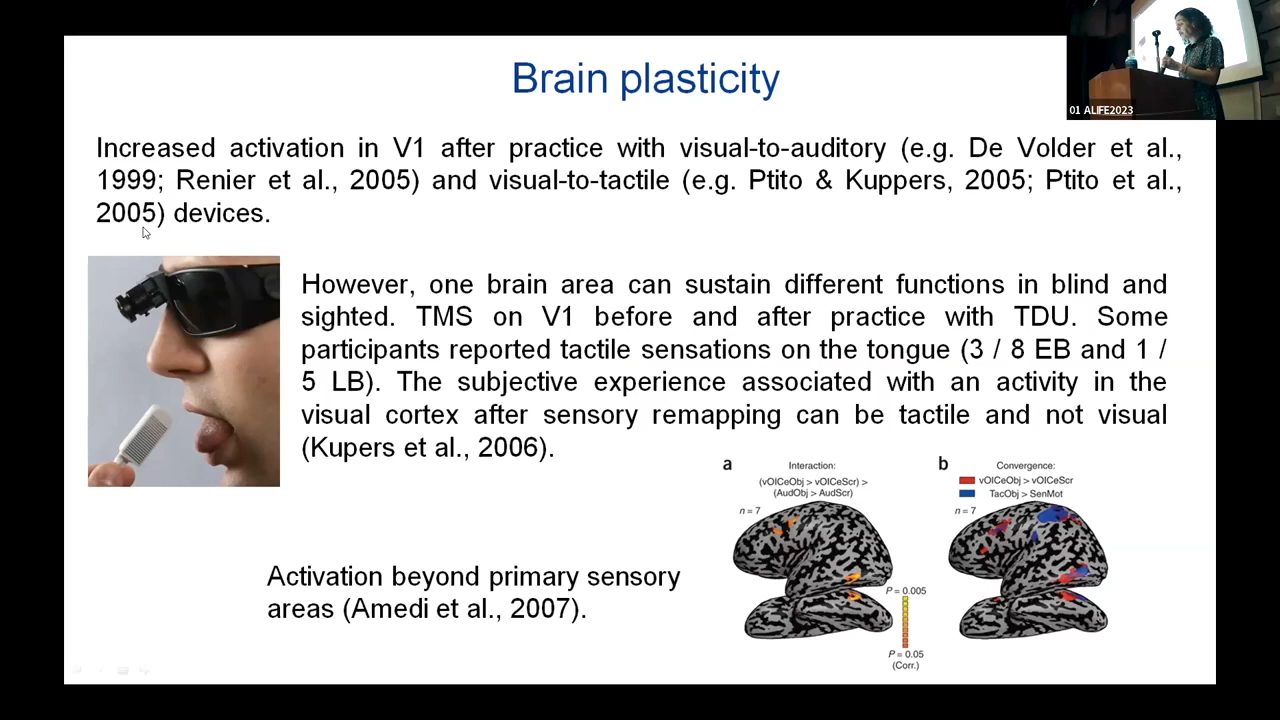 Brain plasticity
01 ALIFE2023
Increased activation in V1 after practice with visual-to-auditory (e.g. De Volder et al.,
1999; Renier et al., 2005) and visual-to-tactile (e.g. Ptito & Kuppers, 2005; Ptito et al.,
2005) devices.
However, one brain area can sustain different functions in blind and
sighted. TMS on V1 before and after practice with TDU. Some
participants reported tactile sensations on the tongue (3 / 8 EB and 1 /
5 LB). The subjective experience associated with an activity in the
visual cortex after sensory remapping can be tactile and not visual
(Kupers et al., 2006).
Activation beyond primary sensory
areas (Amedi et al., 2007).
a
Interaction:
(vOICeObj > vOICeScr) >
(AudObj > AudScr)
n = 7
P = 0.005
P = 0.05
(Corr.)
b
Convergence:
vOICeObj > vOICeScr
TacObj > SenMot
n = 7